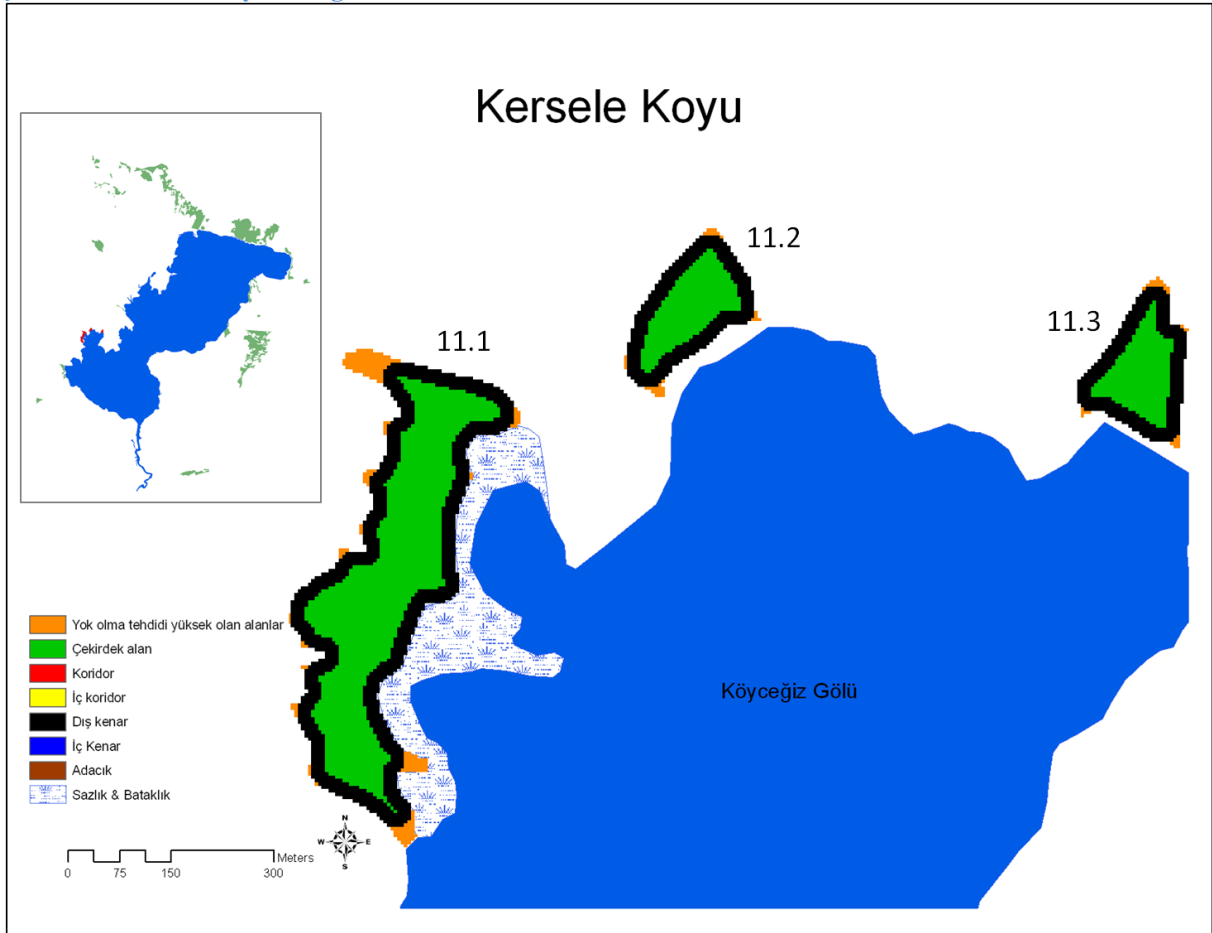 Kersele Koyu
11.1
11.2
11.3
Köyceğiz Gölü
Yok olma tehdidi yüksek olan alanlar
Çekirdek alan
Koridor
İç koridor
Dış kenar
İç Kenar
Adacık
Sazlık & Bataklık
N
W E
S
Meters
0 75 150 300